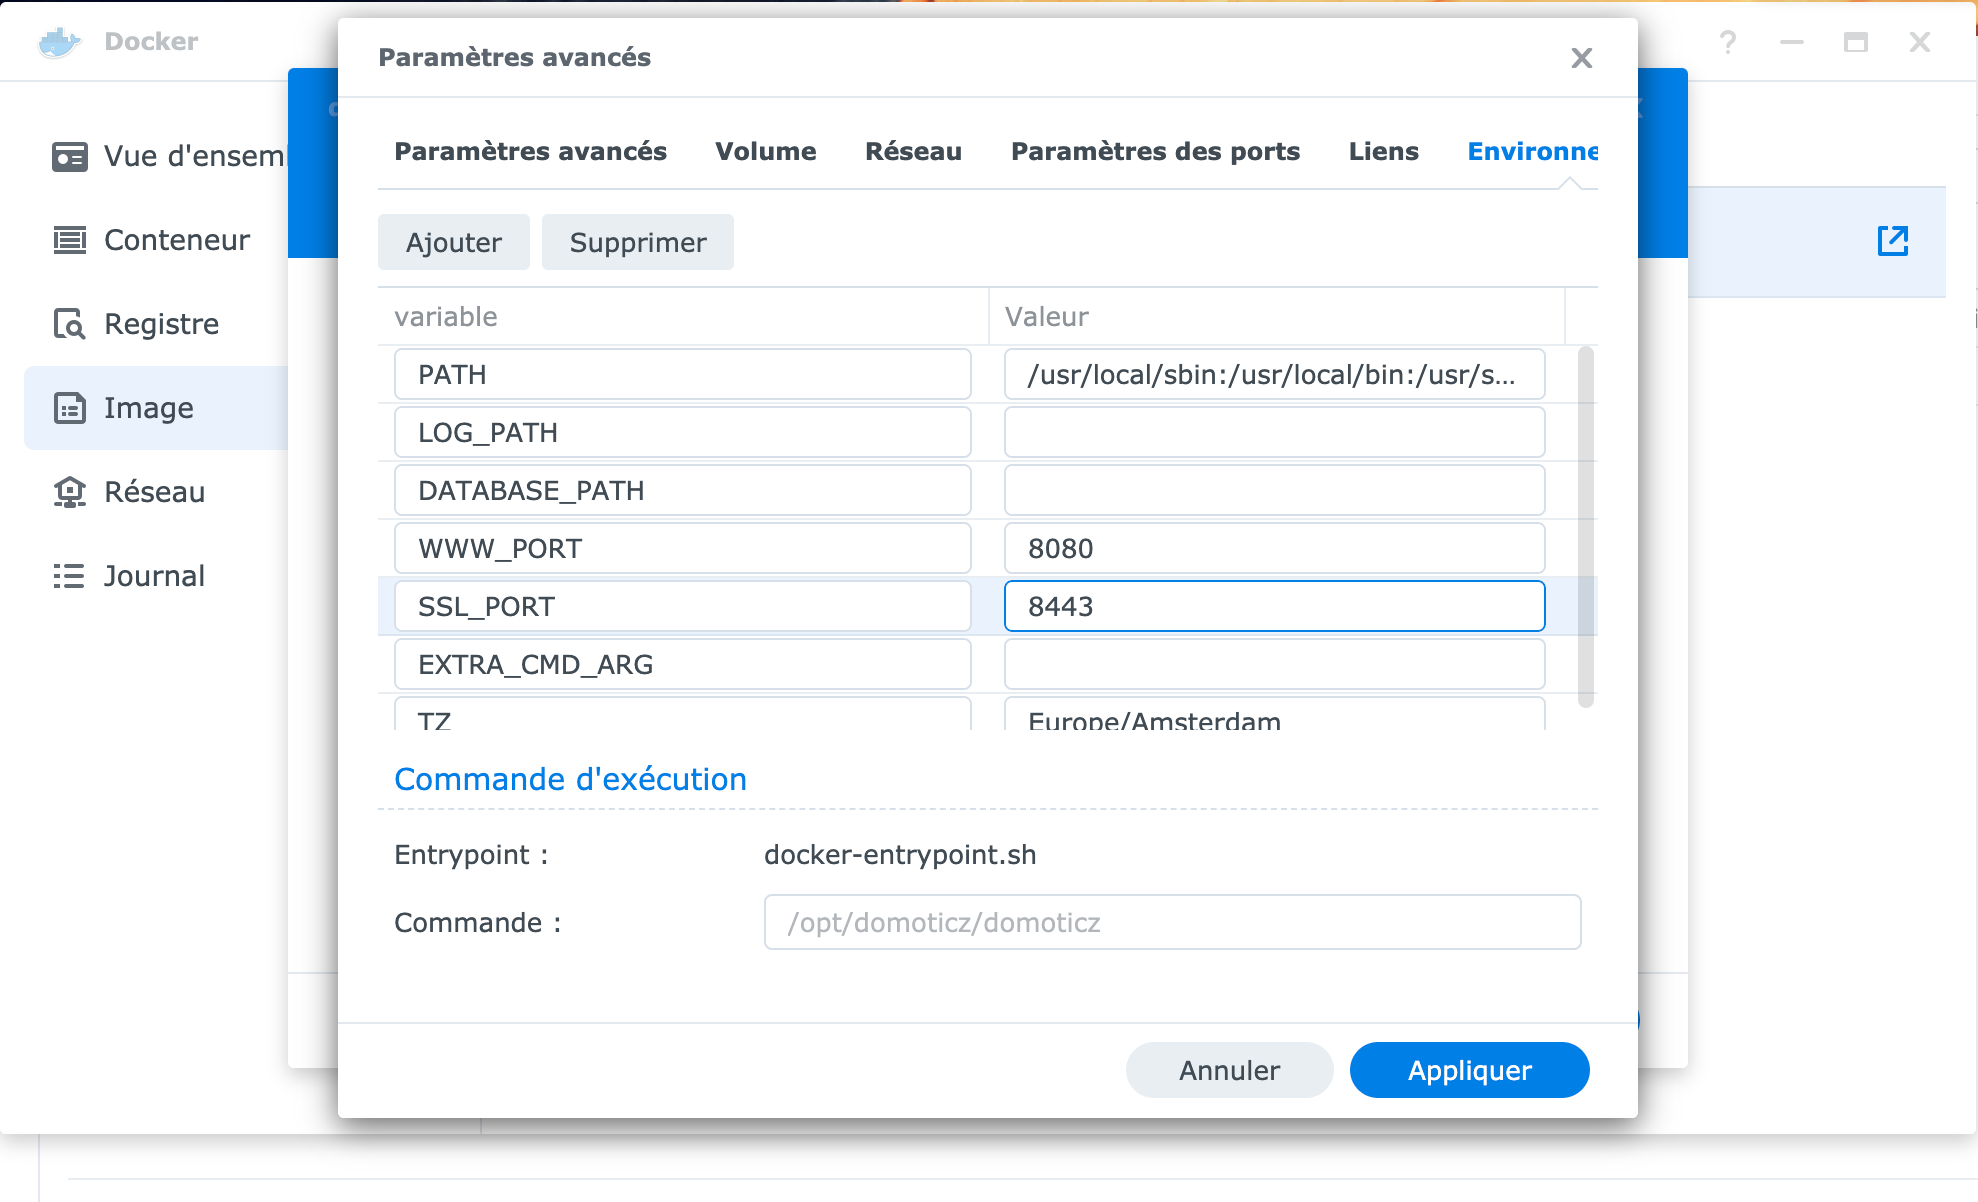 Docker
?
Paramètres avancés
Paramètres avancés Volume Réseau Paramètres des ports Liens Environne
Vue d'ensem
Conteneur
Registre
Image
Réseau
Journal
Ajouter Supprimer
variable Valeur
PATH /usr/local/sbin:/usr/local/bin:/usr/s...
LOG_PATH
DATABASE_PATH
WWW_PORT 8080
SSL_PORT 8443
EXTRA_CMD_ARG
TZ Europe/Amsterdam
Commande d'exécution
Entrypoint : docker-entrypoint.sh
Commande : /opt/domoticz/domoticz
Annuler Appliquer